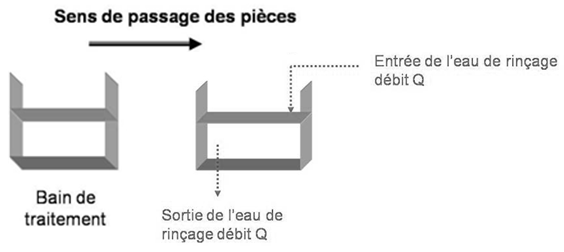 Sens de passage des pièces
Entrée de l'eau de rinçage
débit Q
Bain de
traitement
Sortie de l'eau de
rinçage débit Q